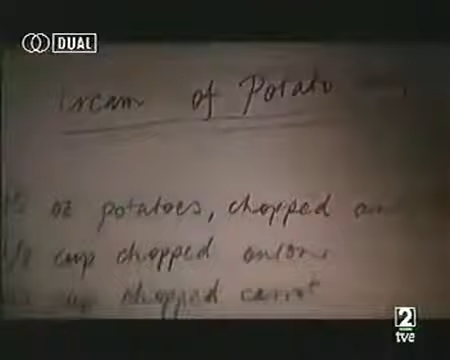 DUAL
Cream of Potato
oz potatoes, chopped
cup chopped onions
chopped carrot
2
tve